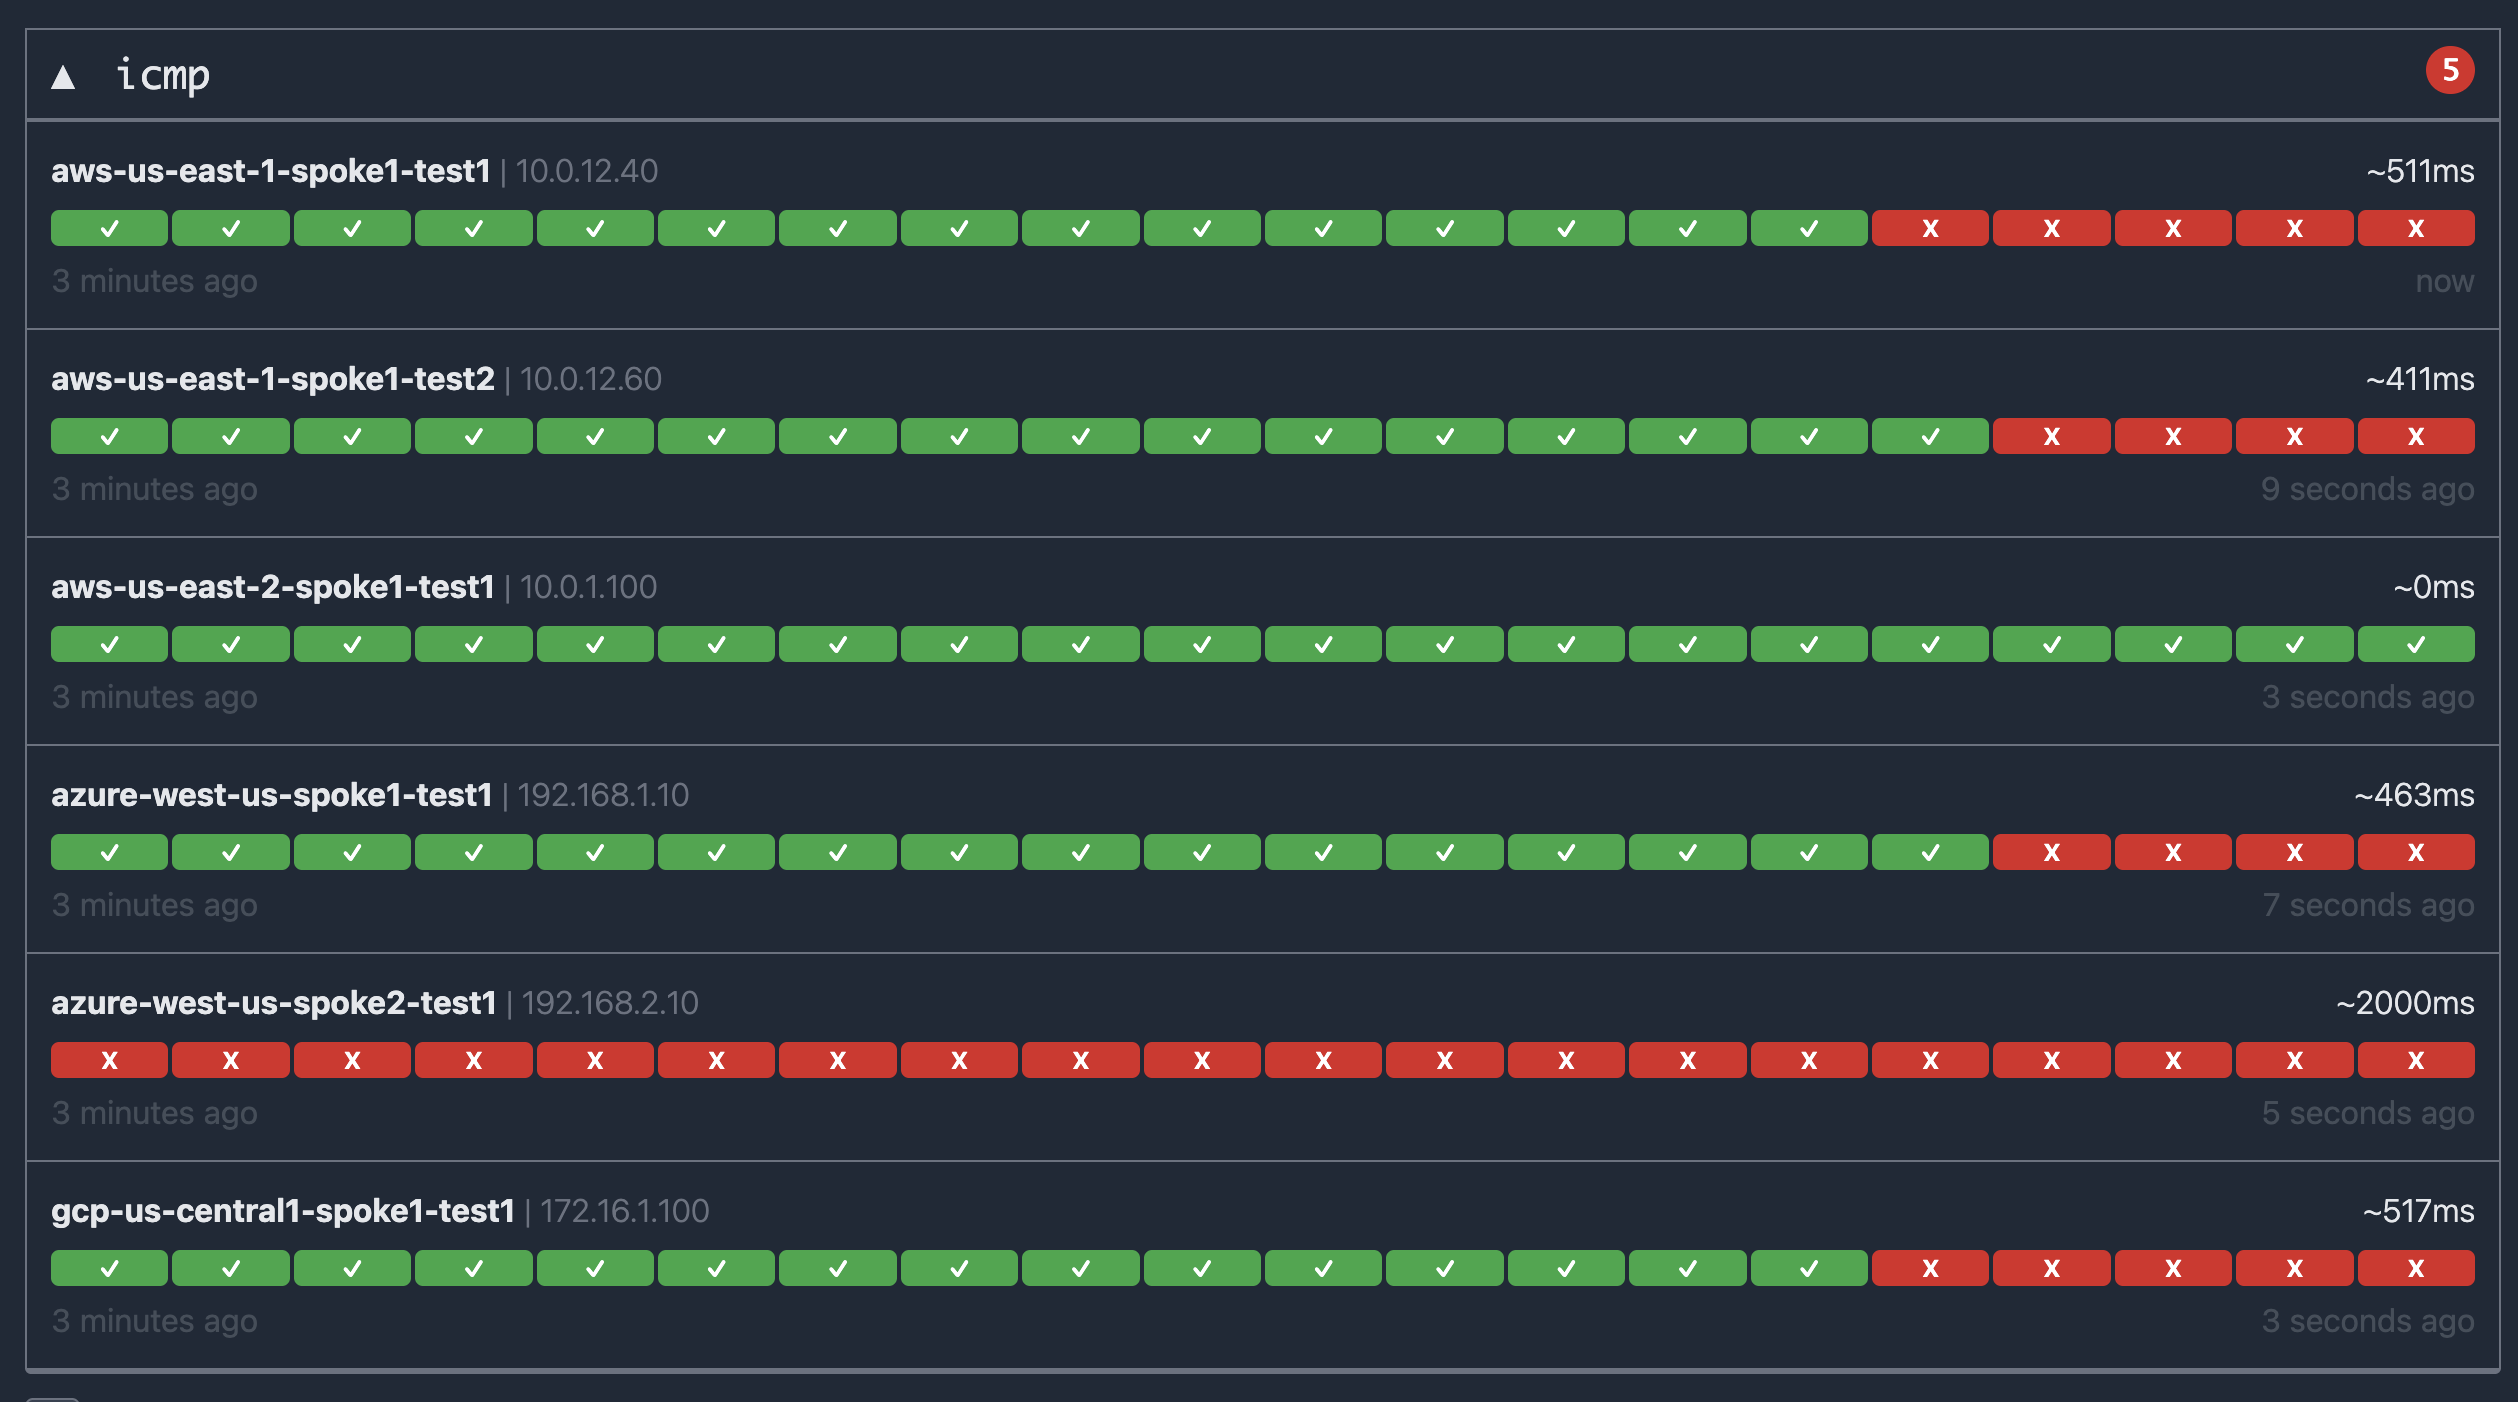 ▲ icmp 5
aws-us-east-1-spoke1-test1 | 10.0.12.40 ~511ms
✓ ✓ ✓ ✓ ✓ ✓ ✓ ✓ ✓ ✓ ✓ ✓ ✓ ✓ ✓ X X X X X
3 minutes ago now
aws-us-east-1-spoke1-test2 | 10.0.12.60 ~411ms
✓ ✓ ✓ ✓ ✓ ✓ ✓ ✓ ✓ ✓ ✓ ✓ ✓ ✓ ✓ ✓ X X X X
3 minutes ago 9 seconds ago
aws-us-east-2-spoke1-test1 | 10.0.1.100 ~0ms
✓ ✓ ✓ ✓ ✓ ✓ ✓ ✓ ✓ ✓ ✓ ✓ ✓ ✓ ✓ ✓ ✓ ✓ ✓ ✓
3 minutes ago 3 seconds ago
azure-west-us-spoke1-test1 | 192.168.1.10 ~463ms
✓ ✓ ✓ ✓ ✓ ✓ ✓ ✓ ✓ ✓ ✓ ✓ ✓ ✓ ✓ ✓ X X X X
3 minutes ago 7 seconds ago
azure-west-us-spoke2-test1 | 192.168.2.10 ~2000ms
X X X X X X X X X X X X X X X X X X X X
3 minutes ago 5 seconds ago
gcp-us-central1-spoke1-test1 | 172.16.1.100 ~517ms
✓ ✓ ✓ ✓ ✓ ✓ ✓ ✓ ✓ ✓ ✓ ✓ ✓ ✓ ✓ X X X X X
3 minutes ago 3 seconds ago